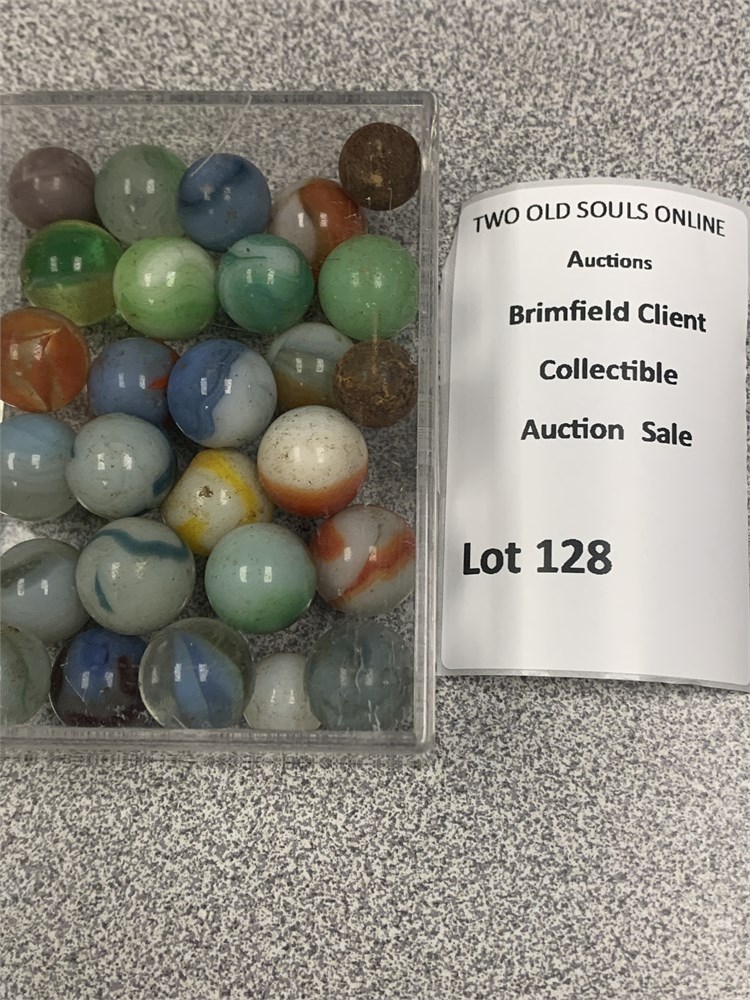 TWO OLD SOULS ONLINE
Auctions
Brimfield Client
Collectible
Auction Sale
Lot 128